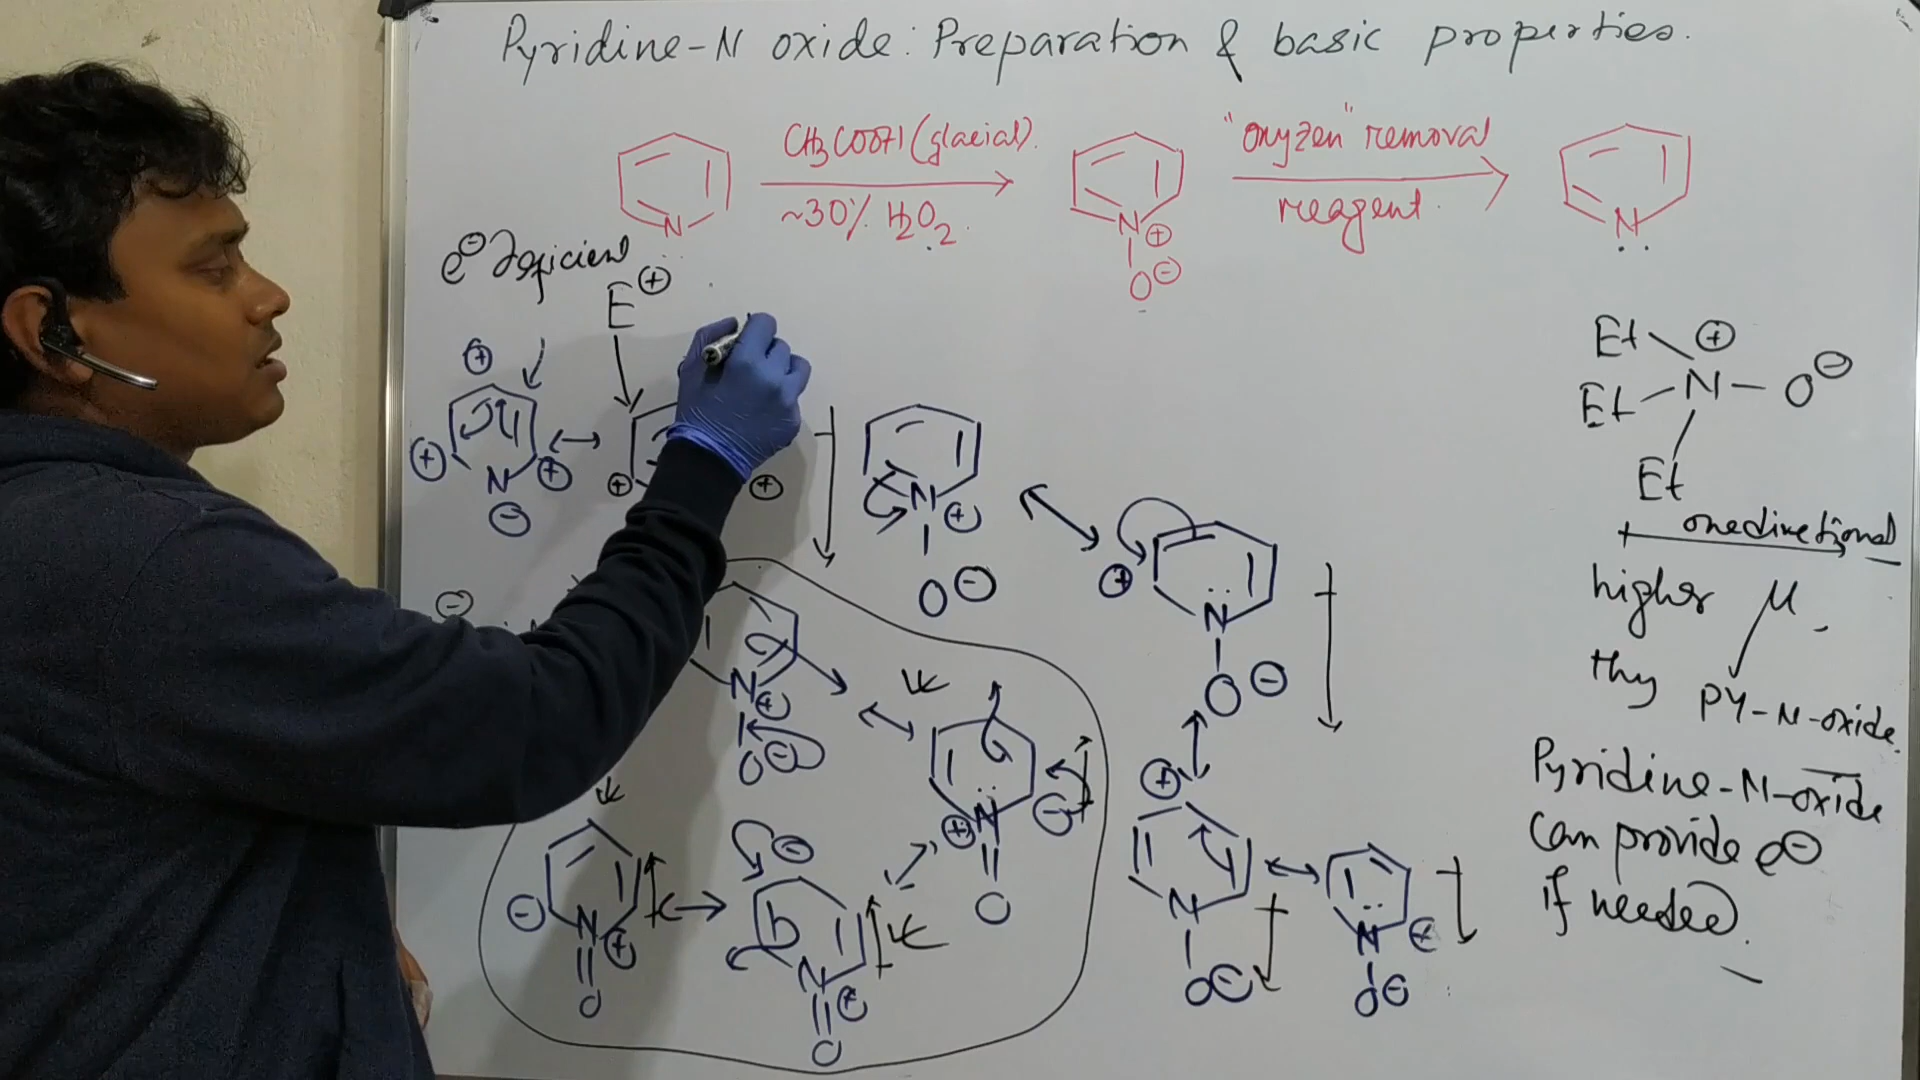 Pyridine-N oxide: Preparation & basic properties.
CH3COOH (glacial).
~30% H2O2.
N
N ⊕
O ⊖
"oxyzen" removal
reagent.
N
e⊖ deficient
E ⊕
⊕
⊕ N ⊕
⊖
⊕ ⊕
N ⊕
O ⊖
⊕
N
O ⊖
Et ⊕
Et - N - O ⊖
Et
onedirectional
higher μ
thy PY-N-oxide.
Pyridine-N-oxide
can provide e⊖
if needed.
⊖
N ⊕
O ⊖
N ⊕ ⊖
O
⊖ N ⊕
O
⊖
N ⊕
O
⊕
N
O⊖
N ⊕
O⊖